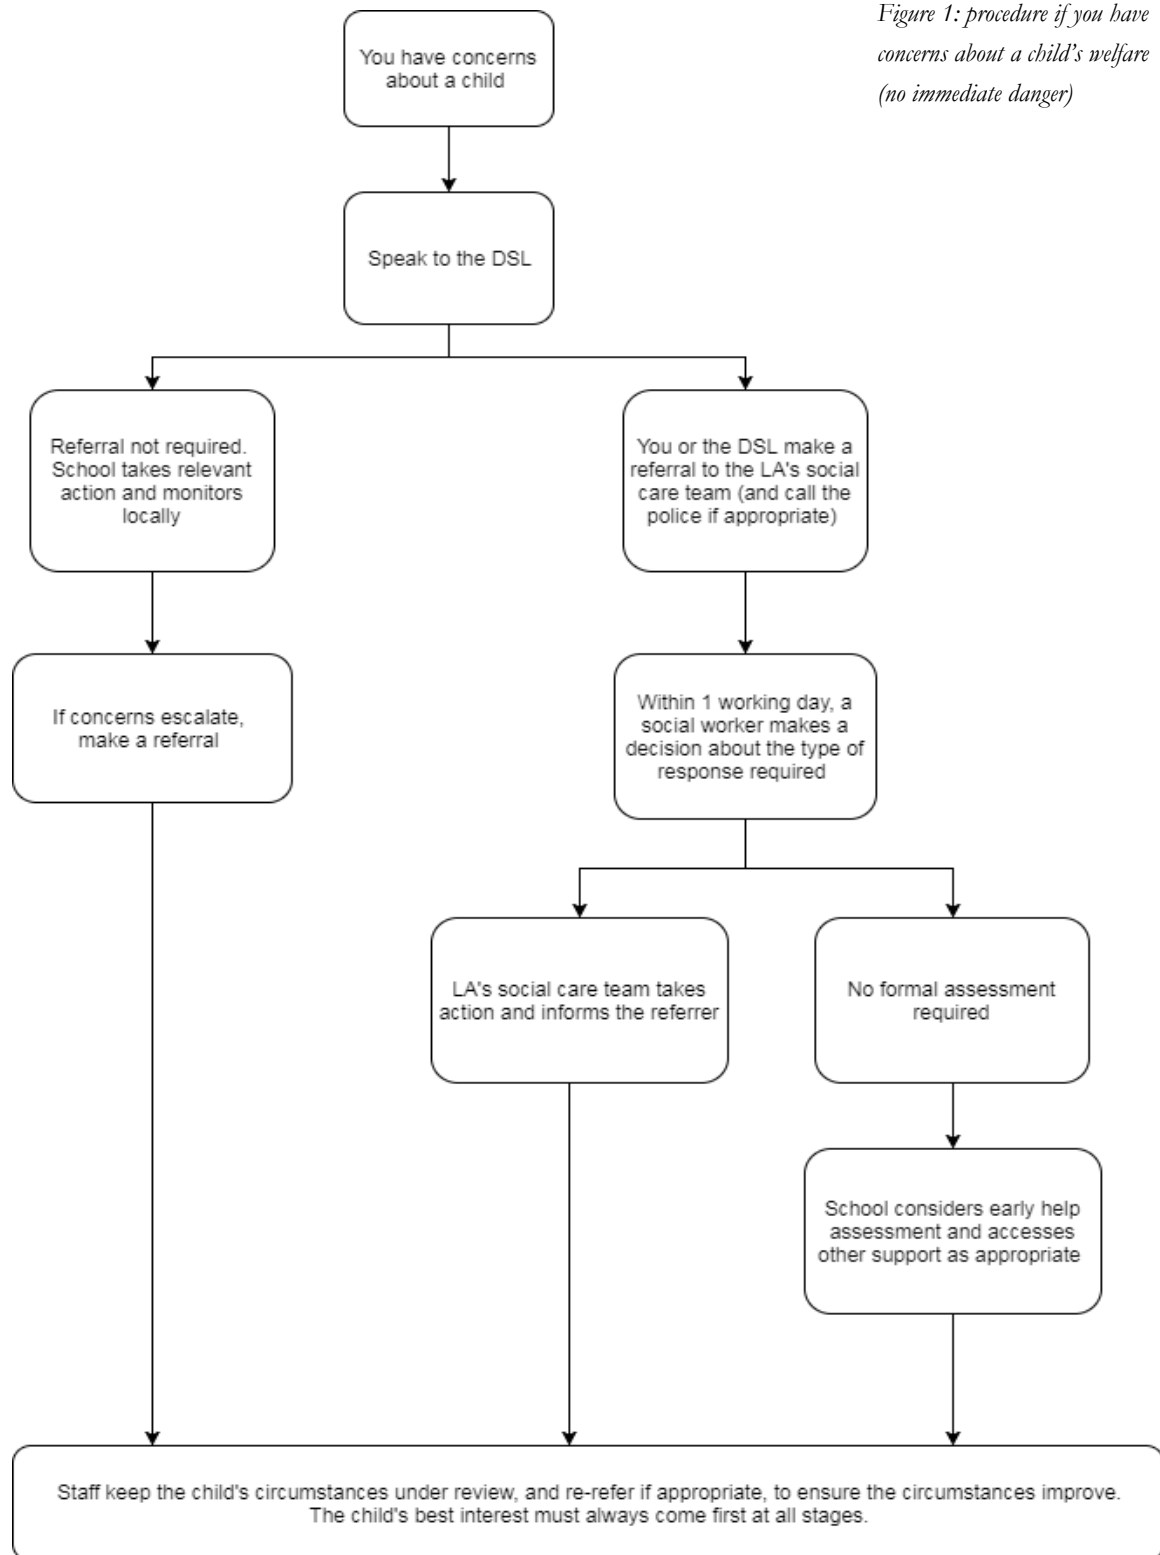 Figure 1: procedure if you have
concerns about a child's welfare
(no immediate danger)
You have concerns
about a child
Speak to the DSL
Referral not required.
School takes relevant
action and monitors
locally
You or the DSL make a
referral to the LA's social
care team (and call the
police if appropriate)
If concerns escalate,
make a referral
Within 1 working day, a
social worker makes a
decision about the type of
response required
LA's social care team takes
action and informs the referrer
No formal assessment
required
School considers early help
assessment and accesses
other support as appropriate
Staff keep the child's circumstances under review, and re-refer if appropriate, to ensure the circumstances improve.
The child's best interest must always come first at all stages.